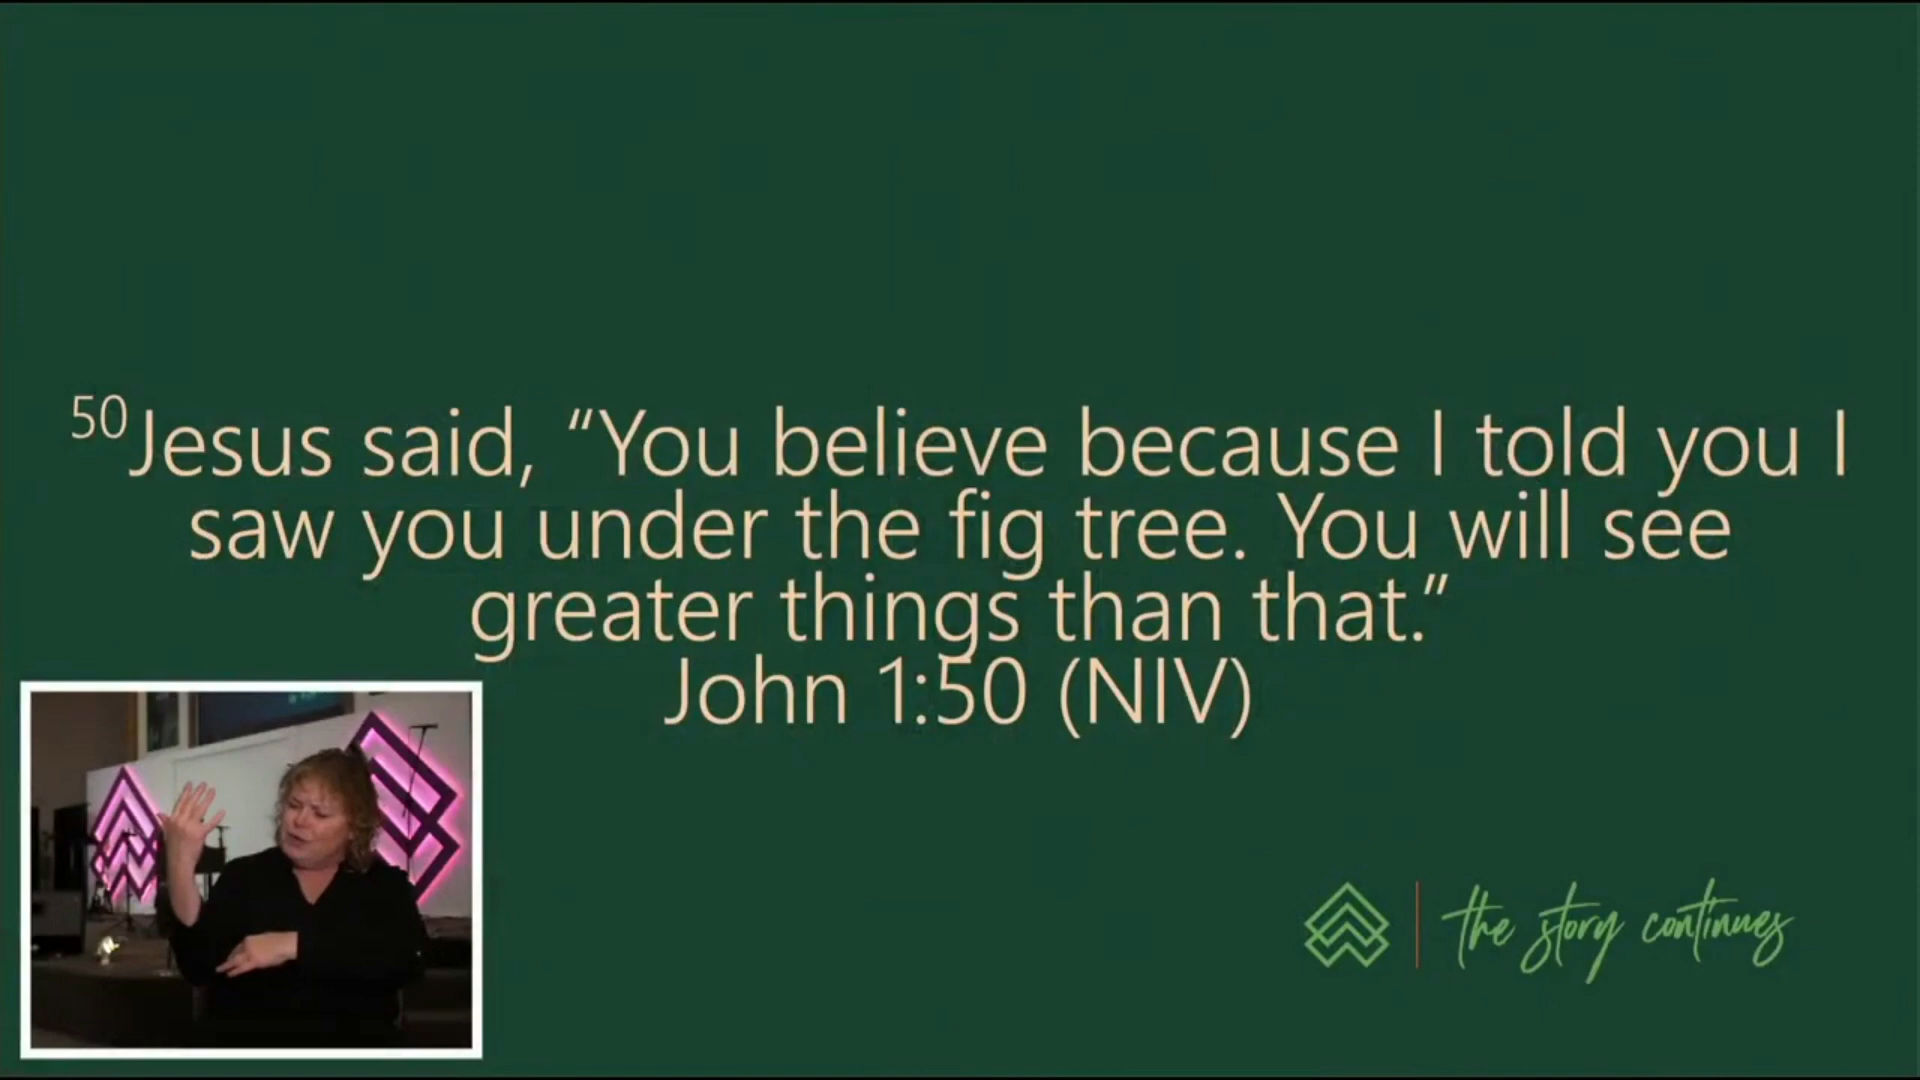 50Jesus said, “You believe because I told you I
saw you under the fig tree. You will see
greater things than that.”
John 1:50 (NIV)
the story continues